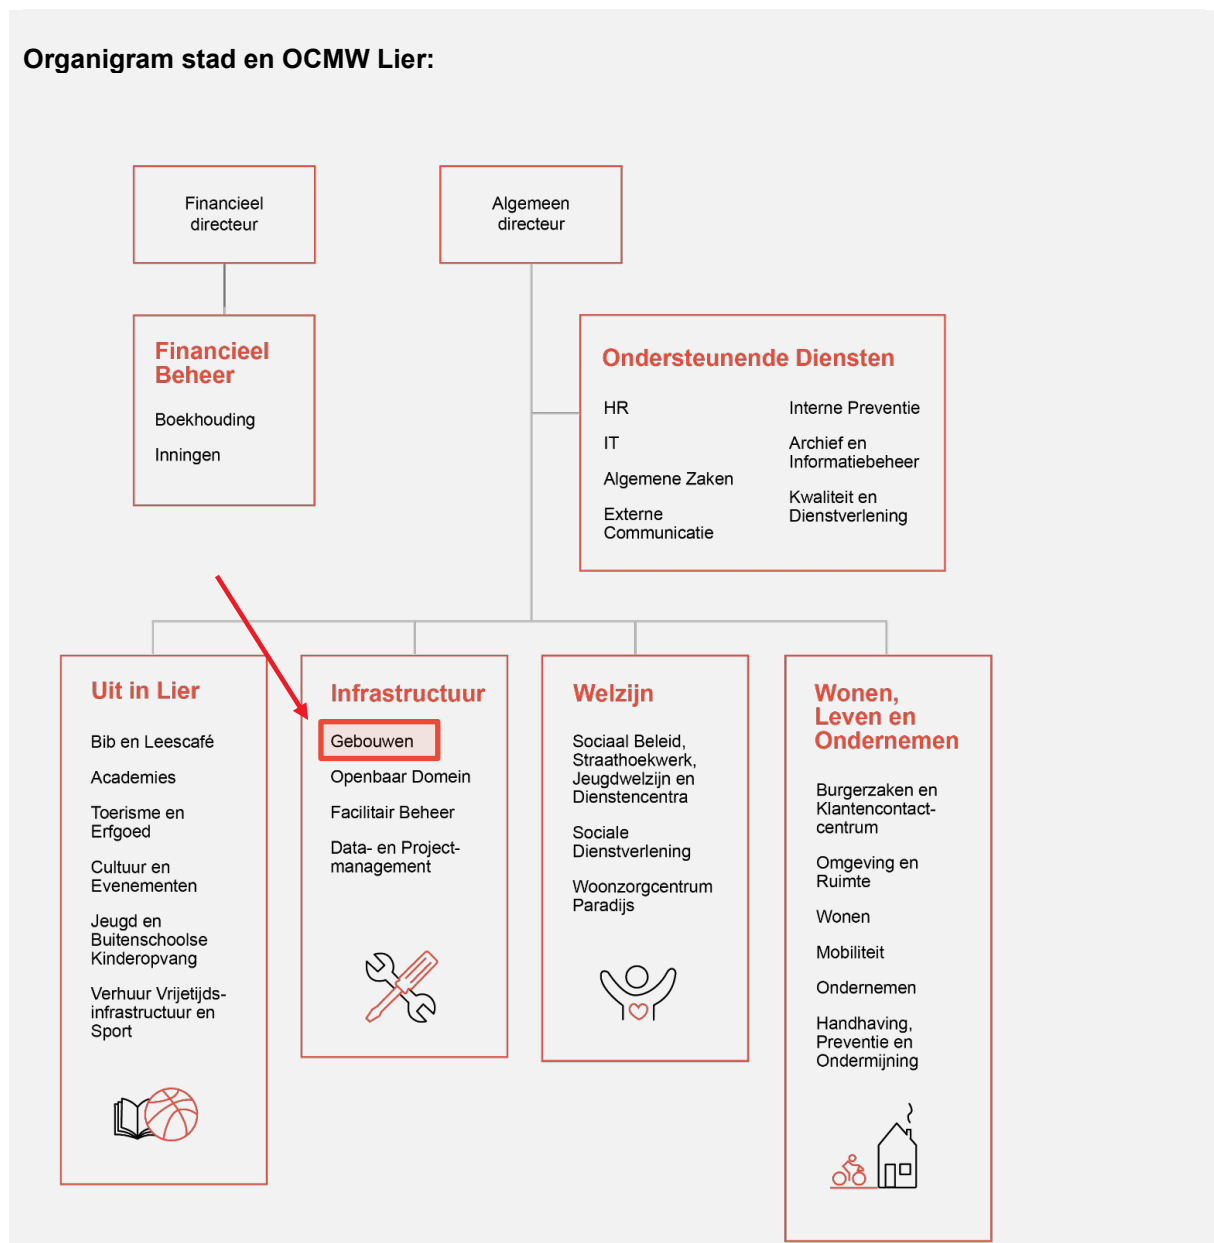 Organigram stad en OCMW Lier:
Financieel
directeur
Algemeen
directeur
Financieel
Beheer
Boekhouding
Inningen
Ondersteunende Diensten
HR
IT
Algemene Zaken
Externe
Communicatie
Interne Preventie
Archief en
Informatiebeheer
Kwaliteit en
Dienstverlening
Uit in Lier
Bib en Leescafé
Academies
Toerisme en
Erfgoed
Cultuur en
Evenementen
Jeugd en
Buitenschoolse
Kinderopvang
Verhuur Vrijetijds-
infrastructuur en
Sport
Infrastructuur
Gebouwen
Openbaar Domein
Facilitair Beheer
Data- en Project-
management
Welzijn
Sociaal Beleid,
Straathoekwerk,
Jeugdwelzijn en
Dienstencentra
Sociale
Dienstverlening
Woonzorgcentrum
Paradijs
Wonen,
Leven en
Ondernemen
Burgerzaken en
Klantencontact-
centrum
Omgeving en
Ruimte
Wonen
Mobiliteit
Ondernemen
Handhaving,
Preventie en
Ondermijning